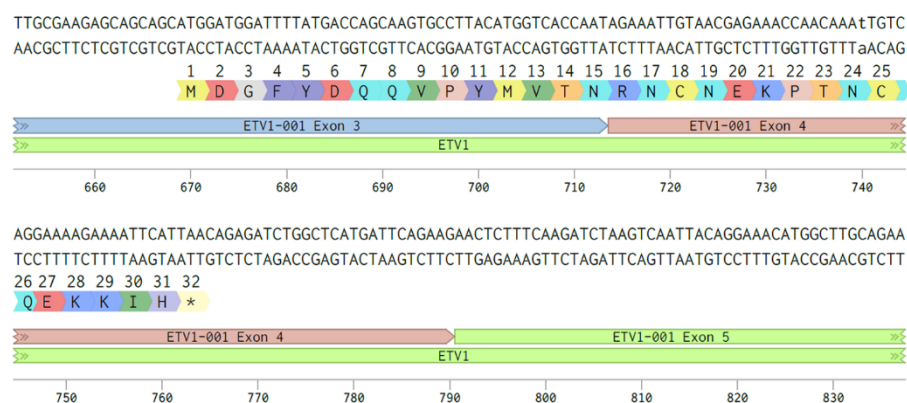 TTGCGAAGAGCAGCAGCATGGATGGATTTTATGACCAGCAAGTGCCTTACATGGTCACCAATAGAAATTGTAACGAGAAACCAACAAAtTGTC
AACGCTTCTCGTCGTCGTACCTACCTAAAATACTGGTCGTTCACGGAATGTACCAGTGGTTATCTTTAACATTGCTCTTTGGTTGTTTaACAG
1 2 3 4 5 6 7 8 9 10 11 12 13 14 15 16 17 18 19 20 21 22 23 24 25
M D G F Y D Q Q V P Y M V T N R N C N E K P T N C
ETV1-001 Exon 3 ETV1-001 Exon 4
ETV1
660 670 680 690 700 710 720 730 740
AGGAAAAGAAAATTCATTAACAGAGATCTGGCTCATGATTCAGAAGAACTCTTTCAAGATCTAAGTCAATTACAGGAAACATGGCTTGCAGAA
TCCTTTTCTTTTAAGTAATTGTCTCTAGACCGAGTACTAAGTCTTCTTGAGAAAGTTCTAGATTCAGTTAATGTCCTTTGTACCGAACGTCTT
26 27 28 29 30 31 32
Q E K K I H *
ETV1-001 Exon 4 ETV1-001 Exon 5
ETV1
750 760 770 780 790 800 810 820 830